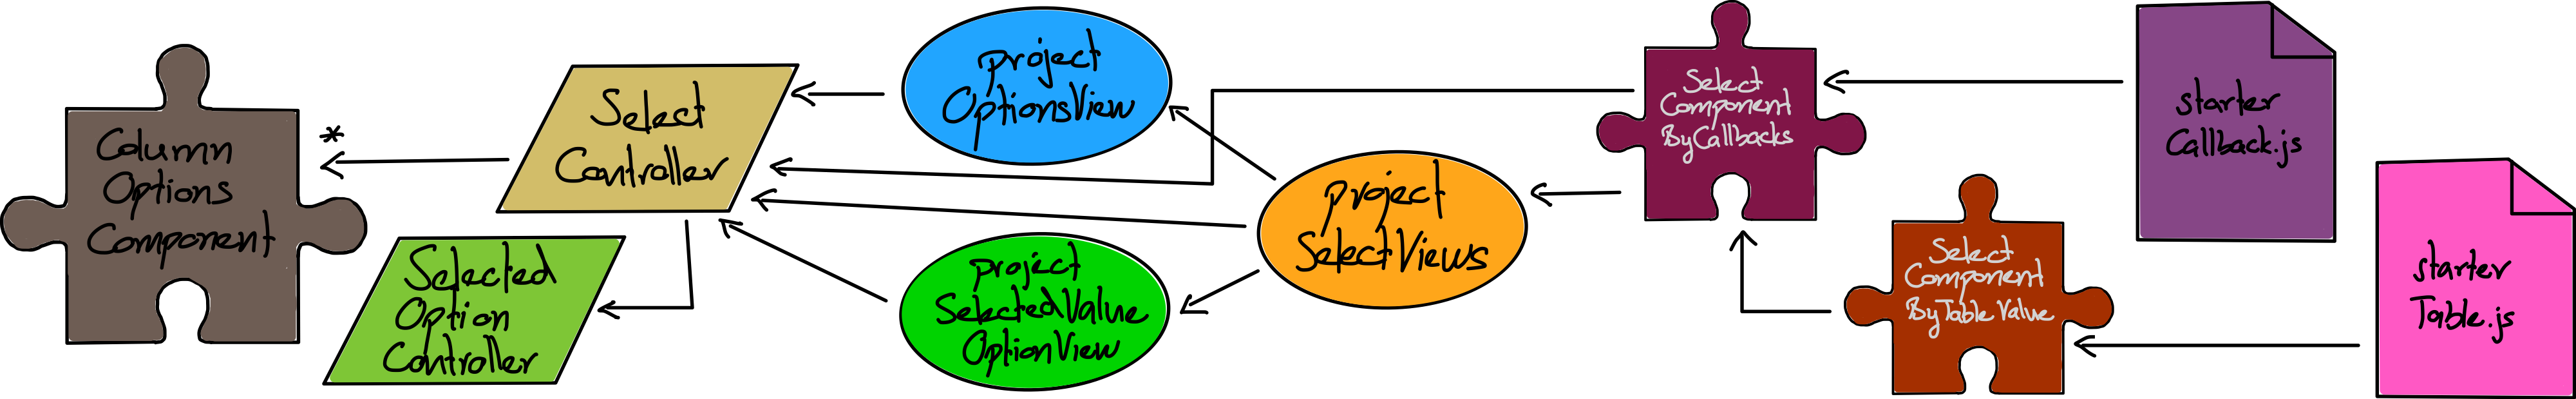 Column
Options
Component
*
Select
Controller
Selected
Option
Controller
project
OptionsView
project
SelectedValue
OptionView
project
SelectViews
Select
Component
ByCallbacks
Select
Component
ByTableValue
starter
Callback.js
starter
Table.js